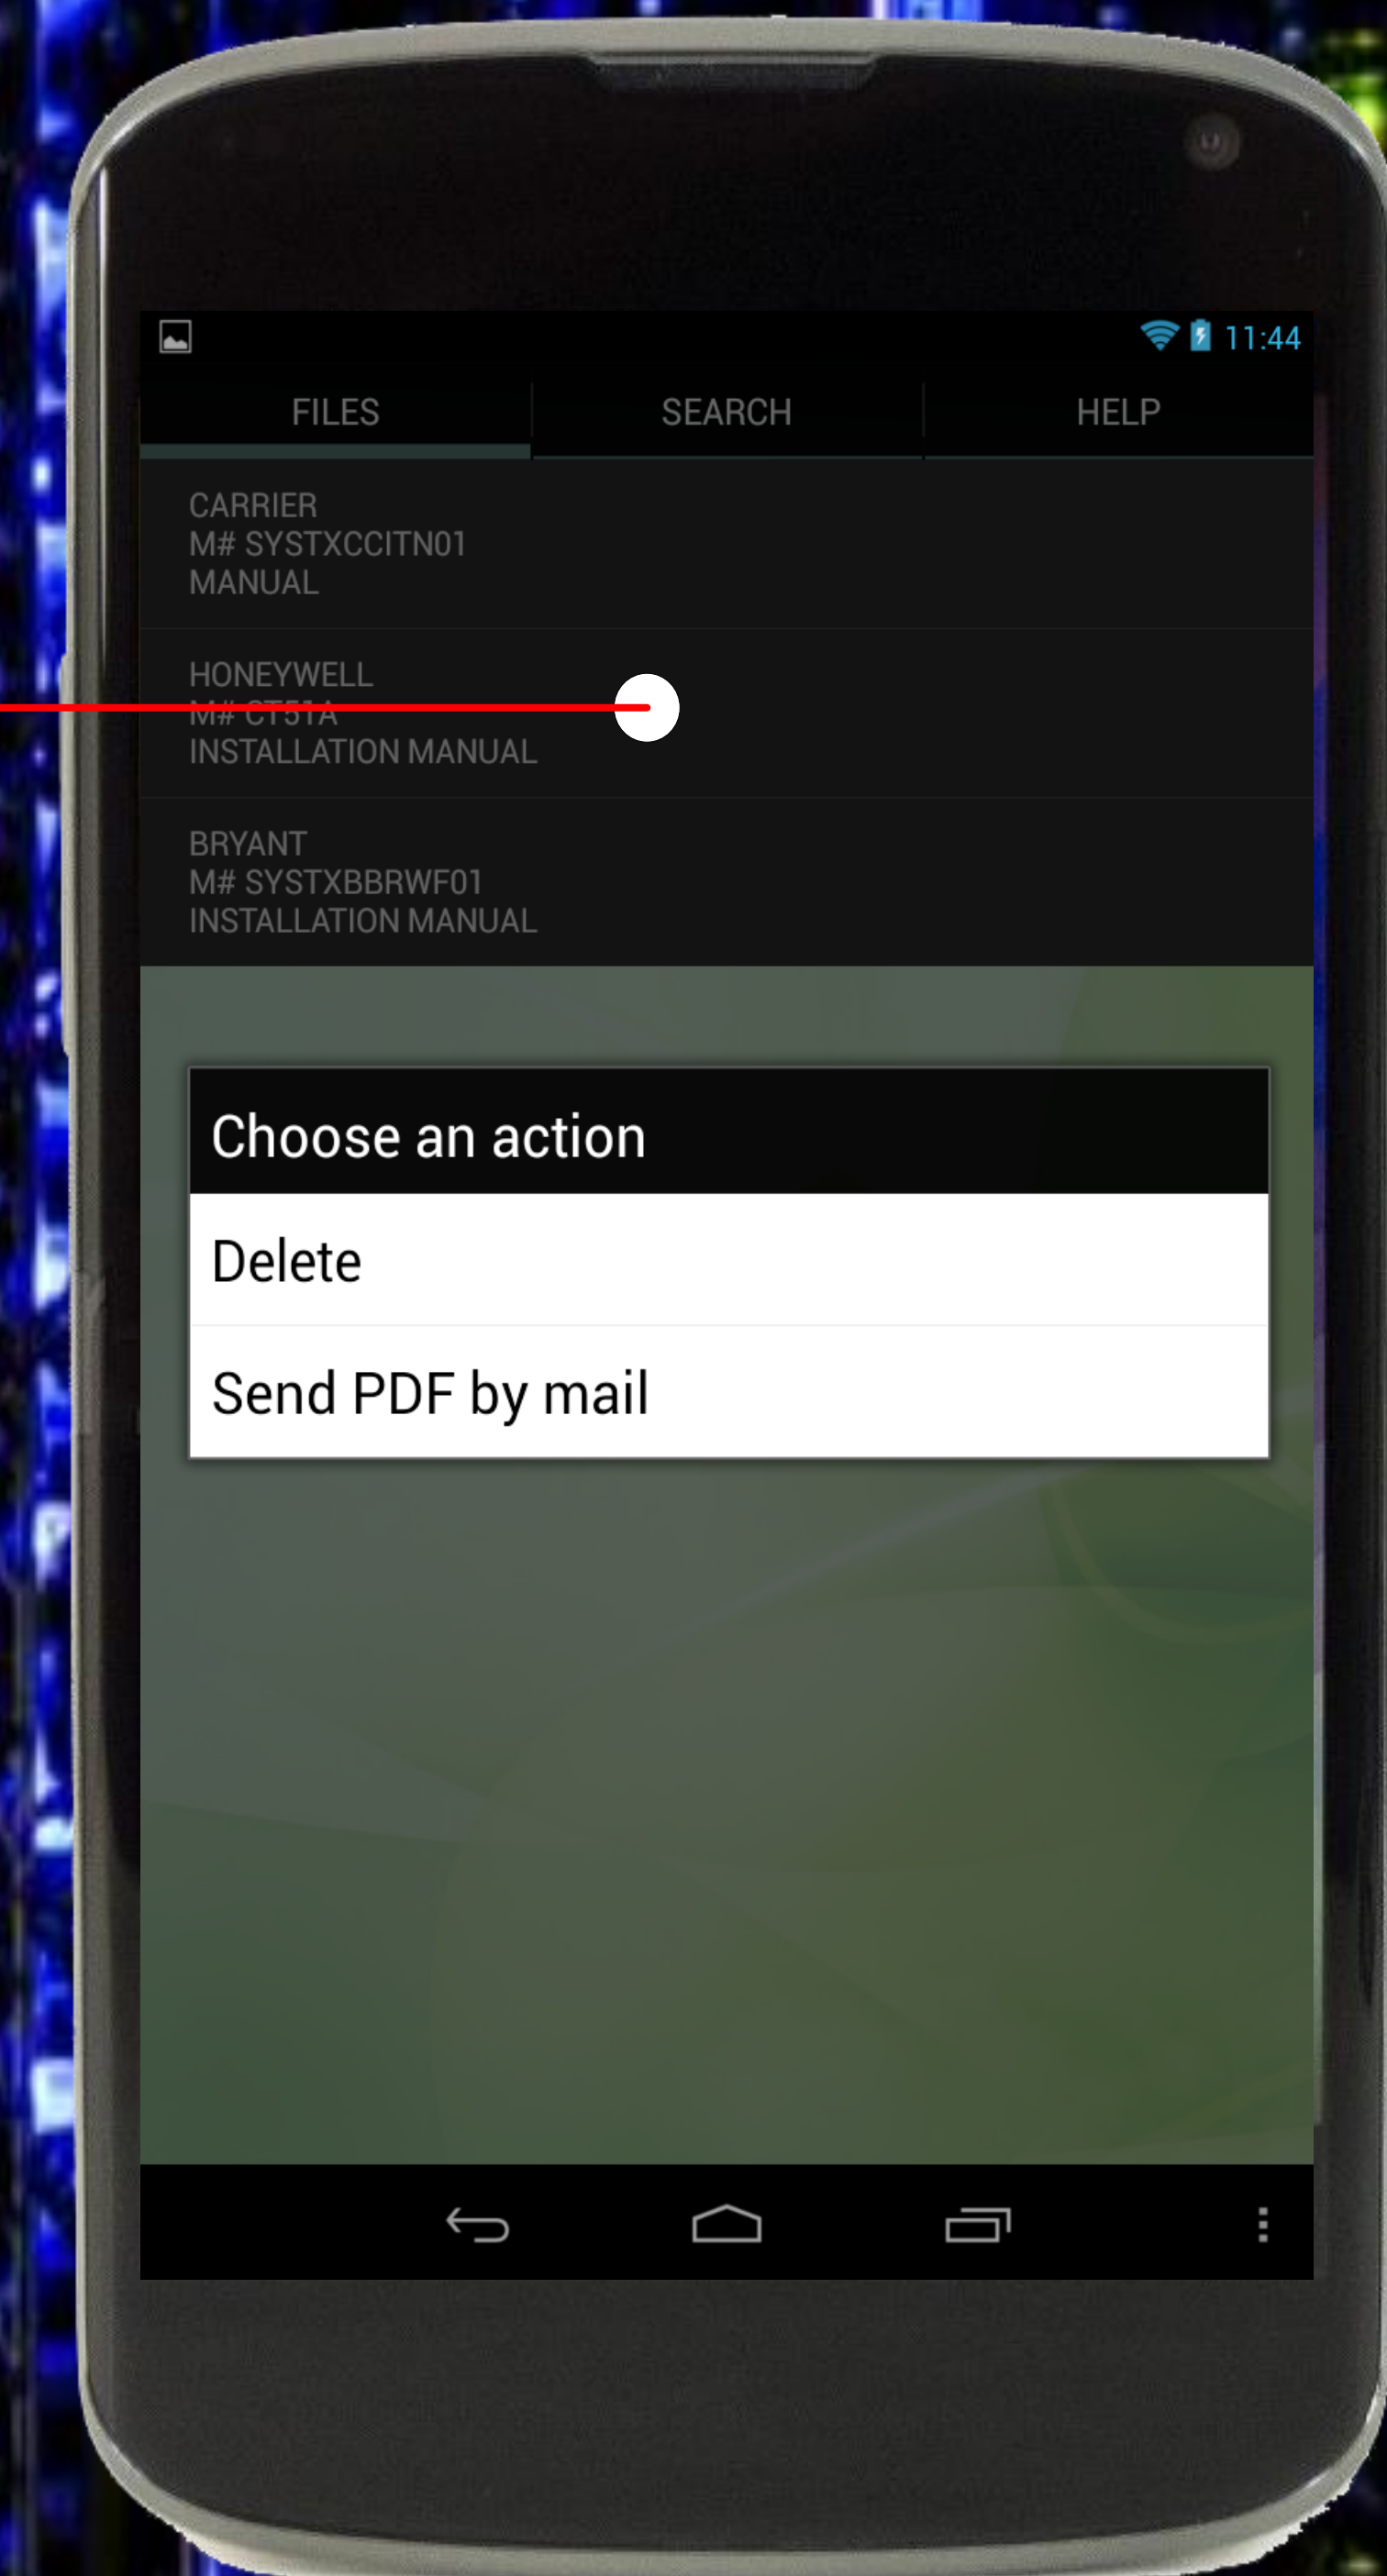 11:44
FILES
SEARCH
HELP
CARRIER
M# SYSTXCCITN01
MANUAL
HONEYWELL
M# CT51A
INSTALLATION MANUAL
BRYANT
M# SYSTXBBRWF01
INSTALLATION MANUAL
Choose an action
Delete
Send PDF by mail